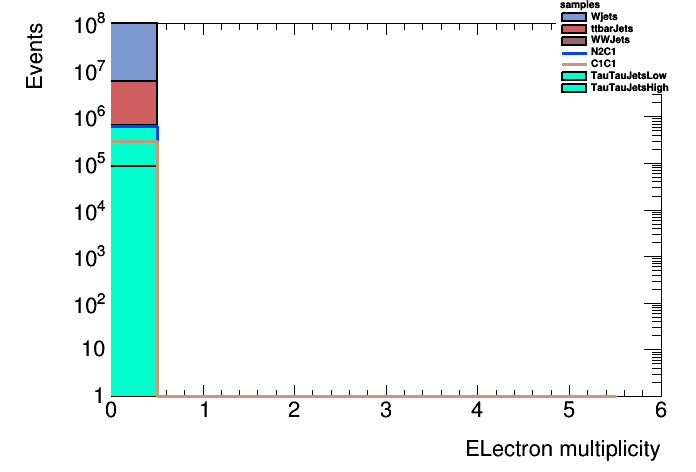 samples
Wjets
ttbarJets
WWJets
N2C1
C1C1
TauTauJetsLow
TauTauJetsHigh
Events
10^8
10^7
10^6
10^5
10^4
10^3
10^2
10
1
0 1 2 3 4 5 6
ELectron multiplicity